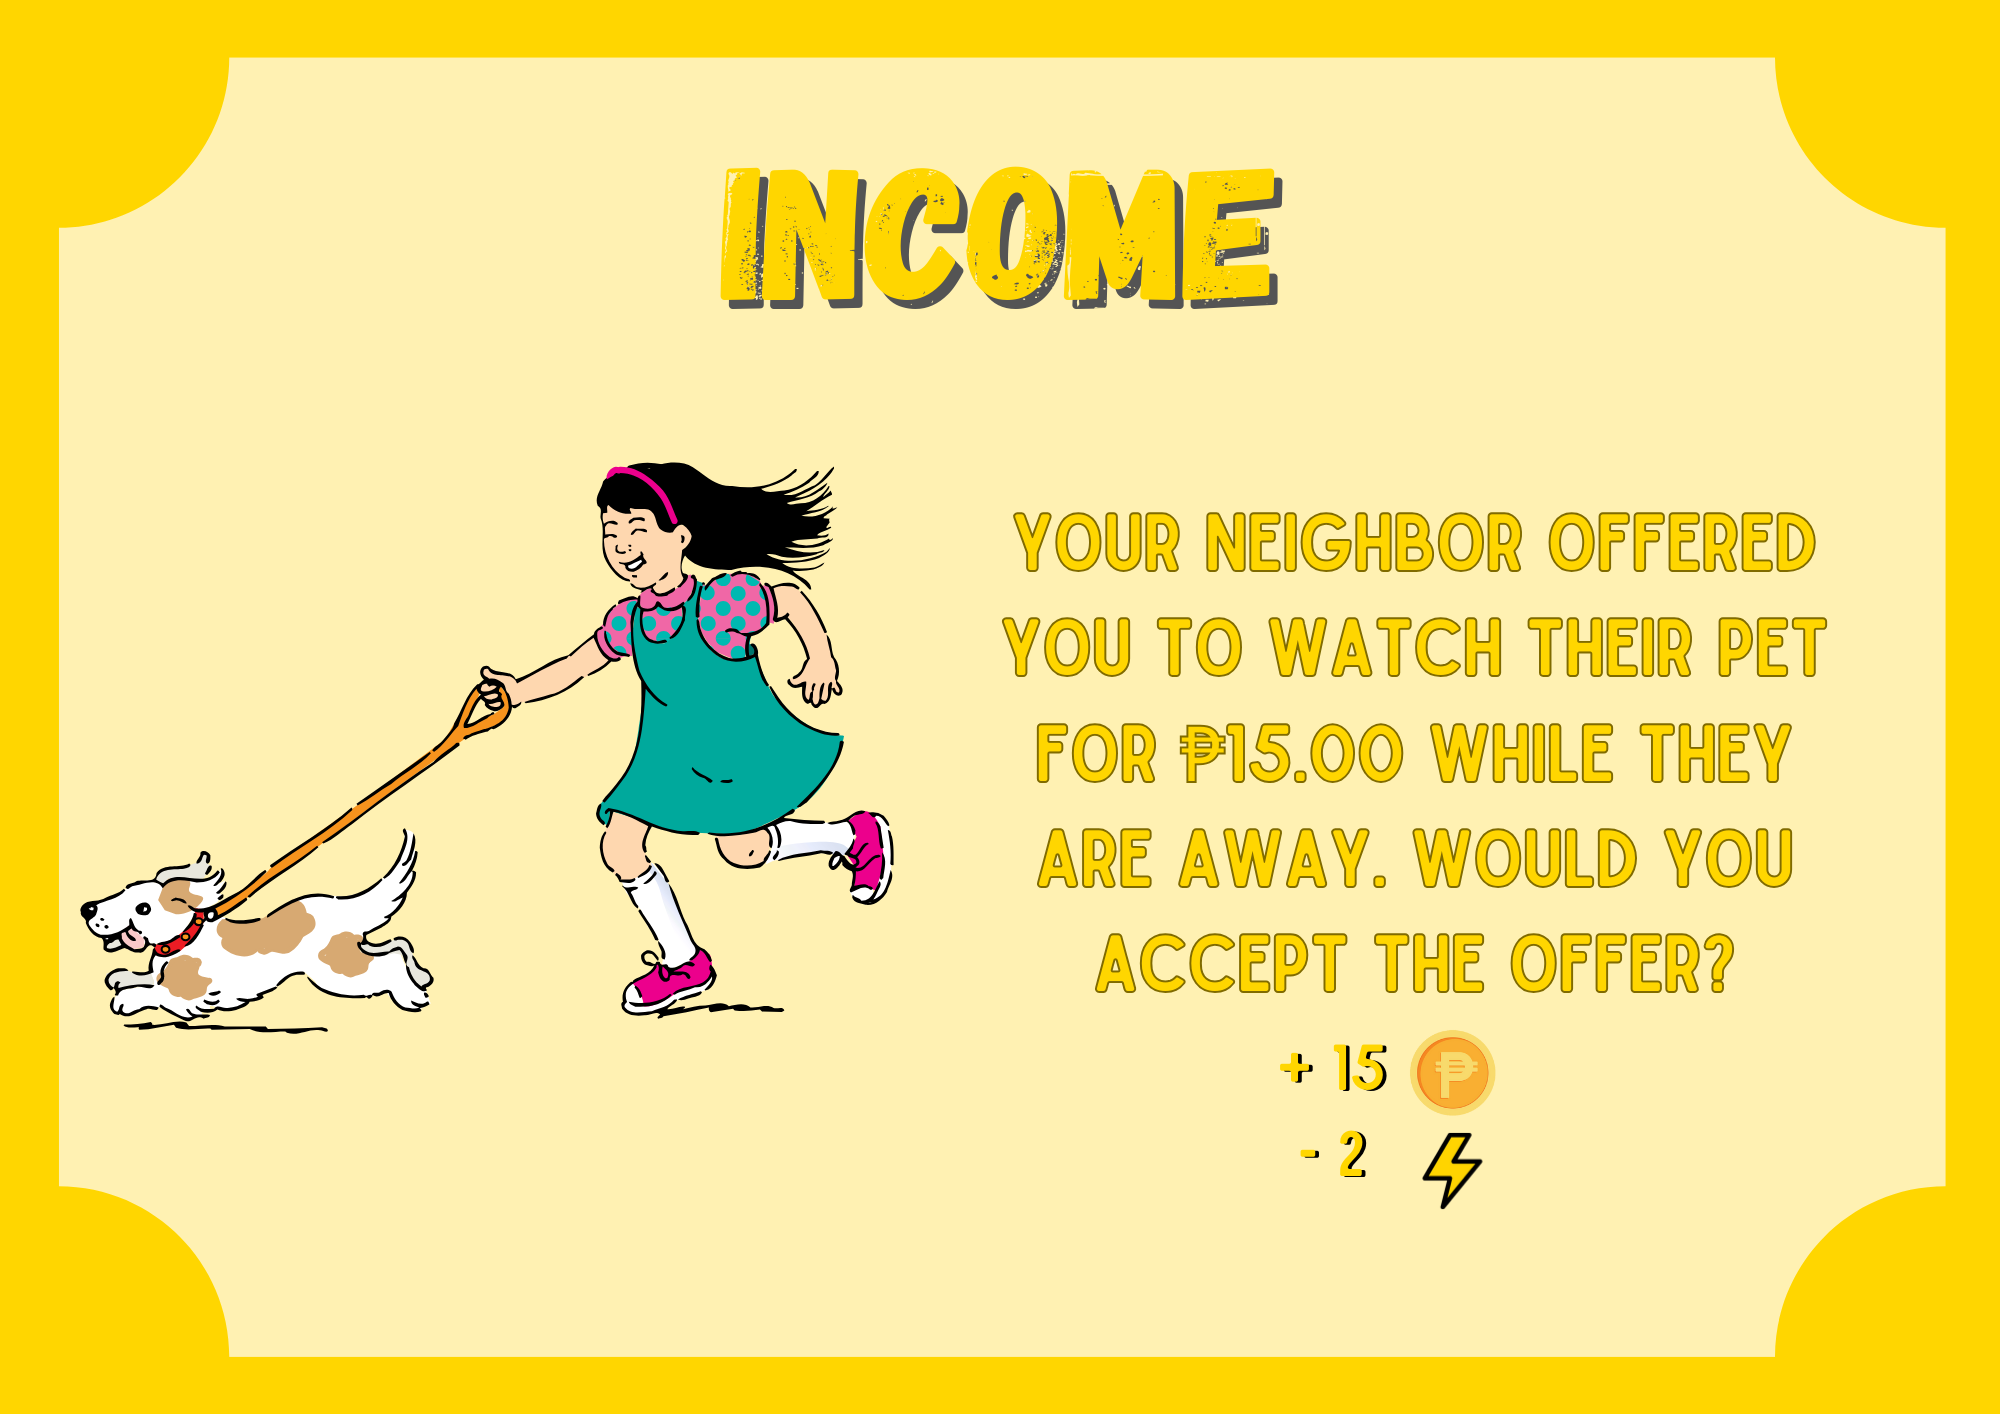 INCOME
YOUR NEIGHBOR OFFERED
YOU TO WATCH THEIR PET
FOR ₱15.00 WHILE THEY
ARE AWAY. WOULD YOU
ACCEPT THE OFFER?
+ 15 ₱
- 2